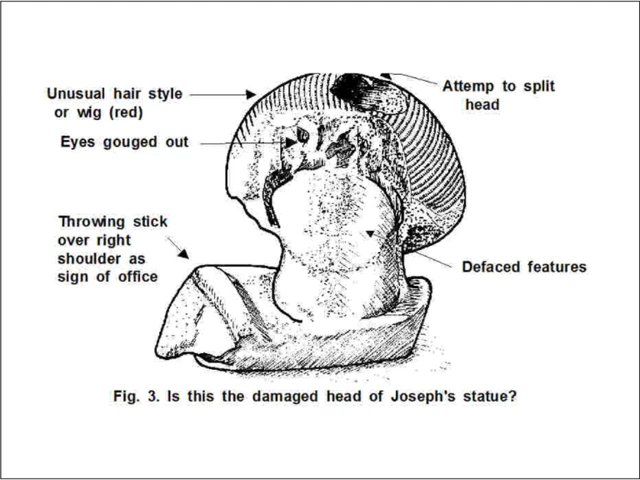 Unusual hair style
or wig (red)
Attemp to split
head
Eyes gouged out
Throwing stick
over right
shoulder as
sign of office
Defaced features
Fig. 3. Is this the damaged head of Joseph's statue?